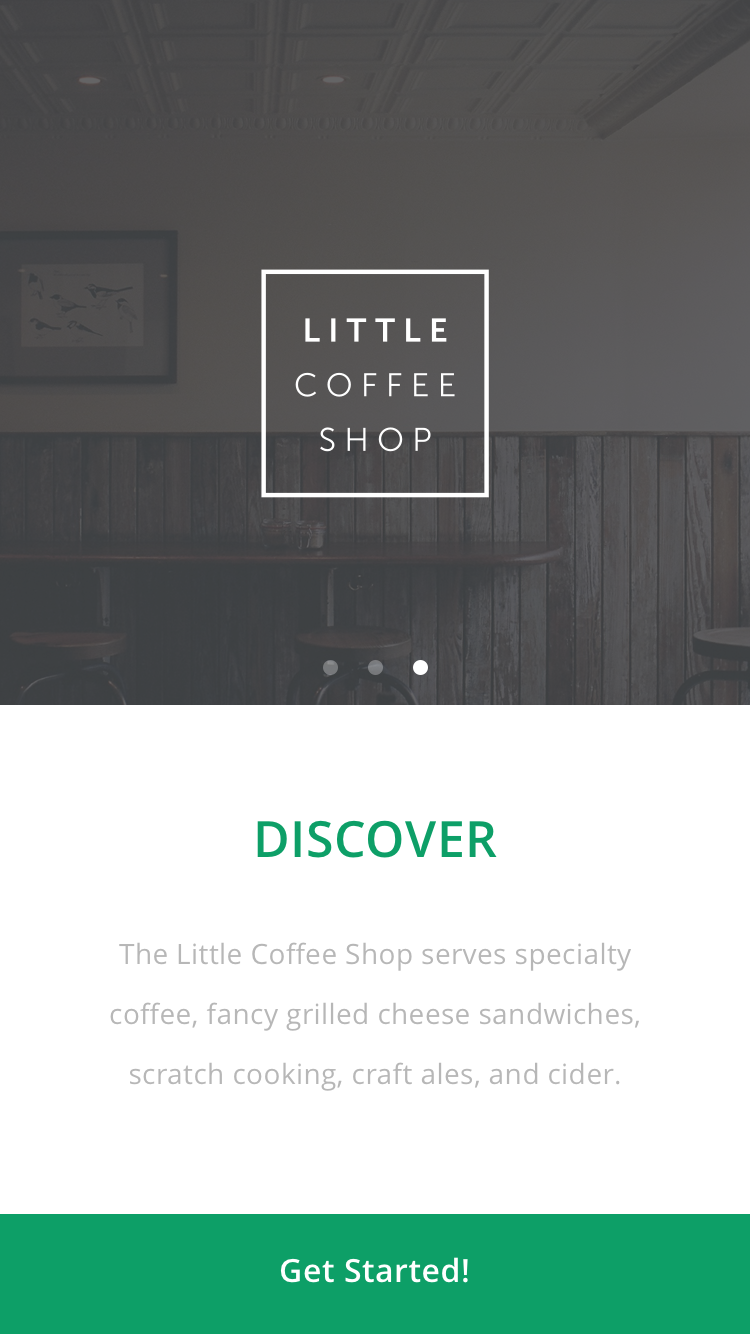 LITTLE
COFFEE
SHOP
DISCOVER
The Little Coffee Shop serves specialty
coffee, fancy grilled cheese sandwiches,
scratch cooking, craft ales, and cider.
Get Started!